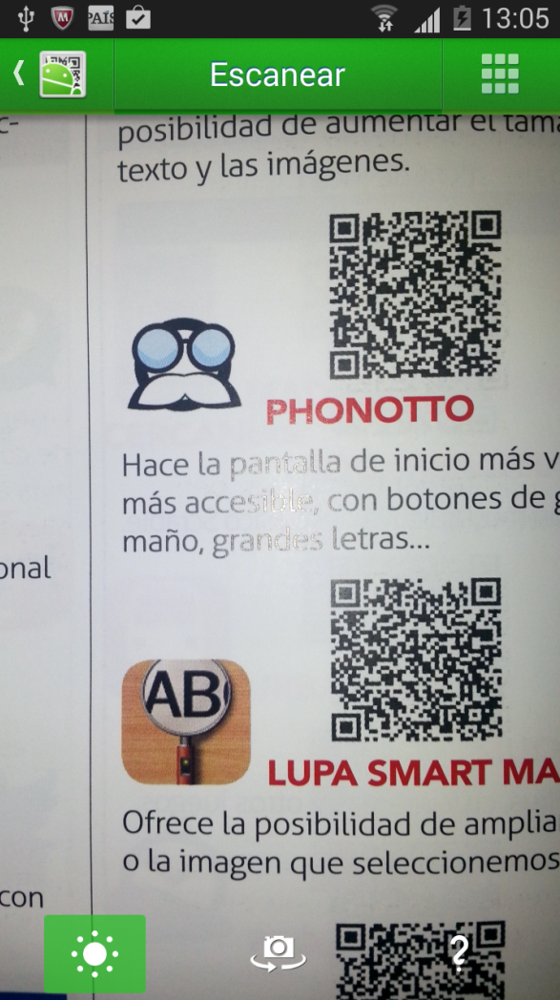 PAÍS
13:05
Escanear
c-
posibilidad de aumentar el tama
texto y las imágenes.
PHONOTTO
Hace la pantalla de inicio más v
más accesible, con botones de g
maño, grandes letras...
onal
AB
LUPA SMART MA
Ofrece la posibilidad de amplia
o la imagen que seleccionemos
con
?